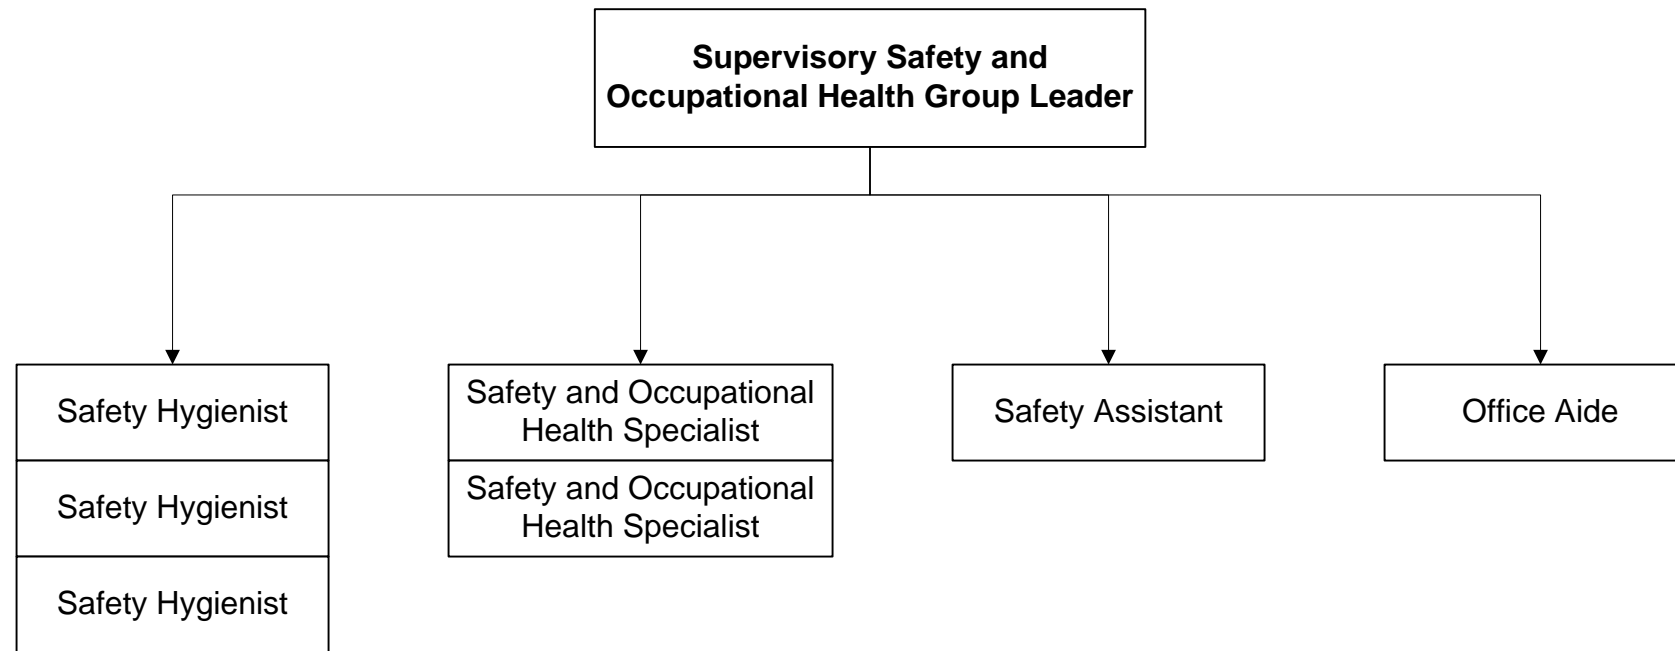 Supervisory Safety and
Occupational Health Group Leader
Safety Hygienist
Safety Hygienist
Safety Hygienist
Safety and Occupational
Health Specialist
Safety and Occupational
Health Specialist
Safety Assistant
Office Aide